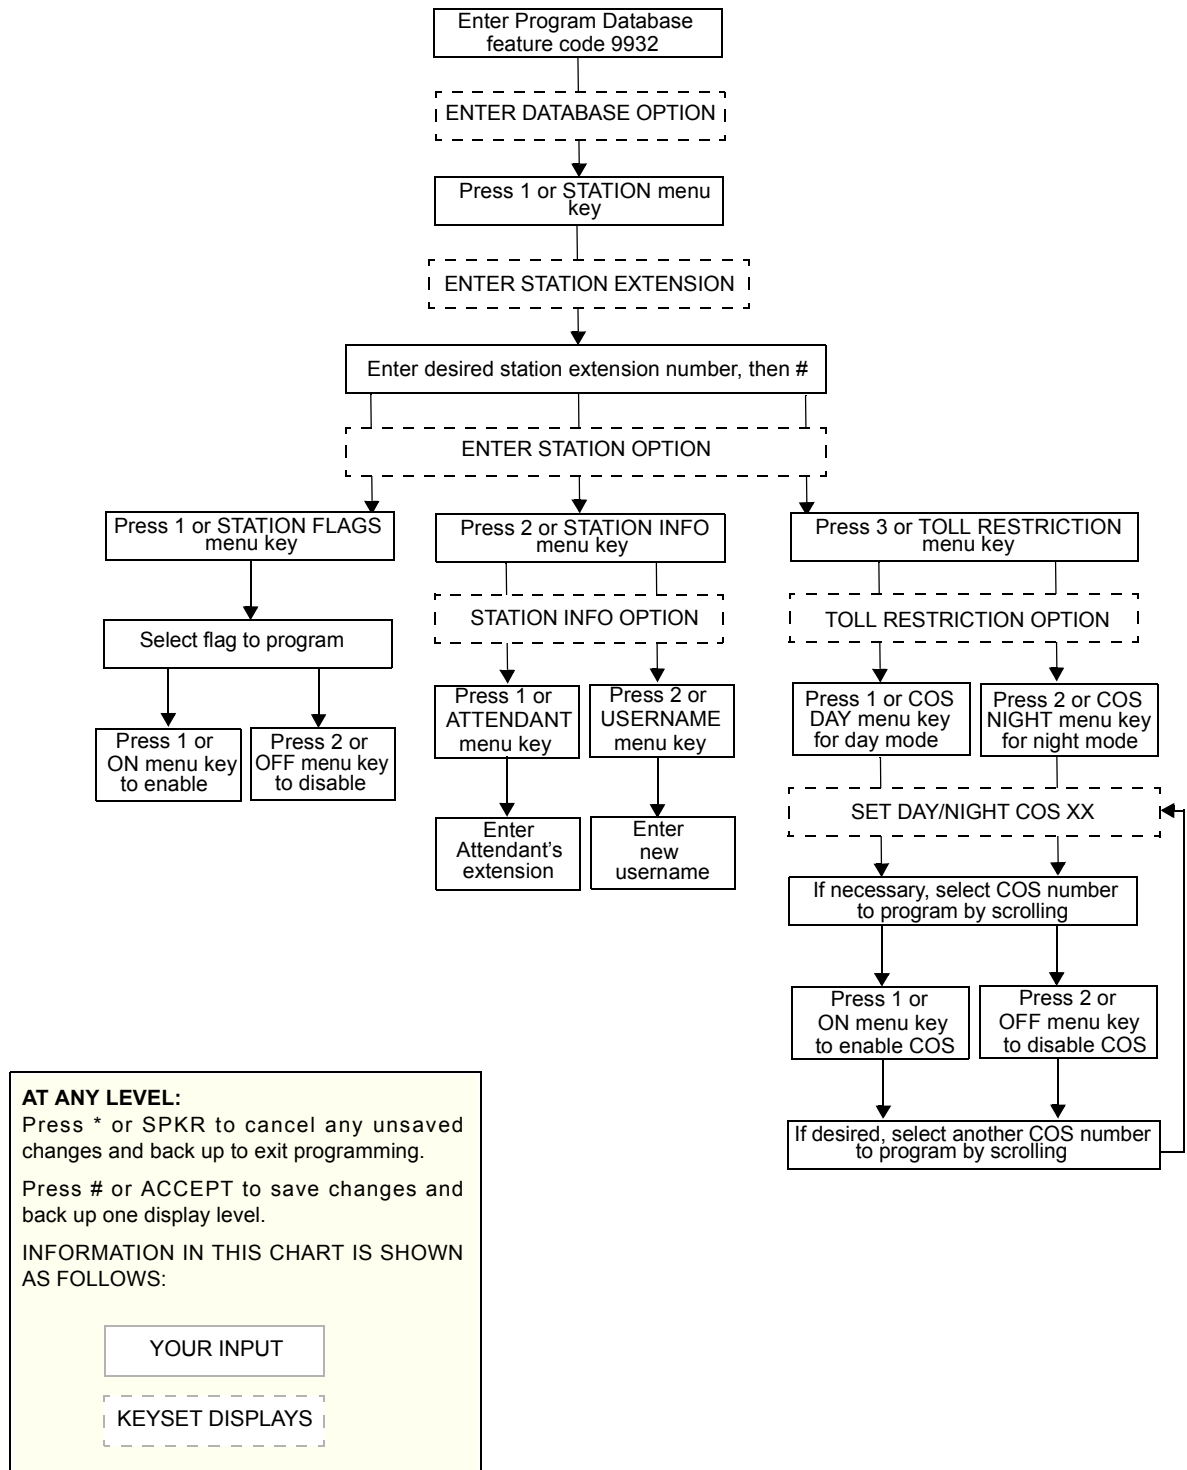 Enter Program Database
feature code 9932
ENTER DATABASE OPTION
Press 1 or STATION menu
key
ENTER STATION EXTENSION
Enter desired station extension number, then #
ENTER STATION OPTION
Press 1 or STATION FLAGS
menu key
Press 2 or STATION INFO
menu key
Press 3 or TOLL RESTRICTION
menu key
Select flag to program
STATION INFO OPTION
TOLL RESTRICTION OPTION
Press 1 or
ON menu key
to enable
Press 2 or
OFF menu key
to disable
Press 1 or
ATTENDANT
menu key
Press 2 or
USERNAME
menu key
Press 1 or COS
DAY menu key
for day mode
Press 2 or COS
NIGHT menu key
for night mode
Enter
Attendant’s
extension
Enter
new
username
SET DAY/NIGHT COS XX
If necessary, select COS number
to program by scrolling
Press 1 or
ON menu key
to enable COS
Press 2 or
OFF menu key
to disable COS
If desired, select another COS number
to program by scrolling
AT ANY LEVEL:
Press * or SPKR to cancel any unsaved
changes and back up to exit programming.
Press # or ACCEPT to save changes and
back up one display level.
INFORMATION IN THIS CHART IS SHOWN
AS FOLLOWS:
YOUR INPUT
KEYSET DISPLAYS